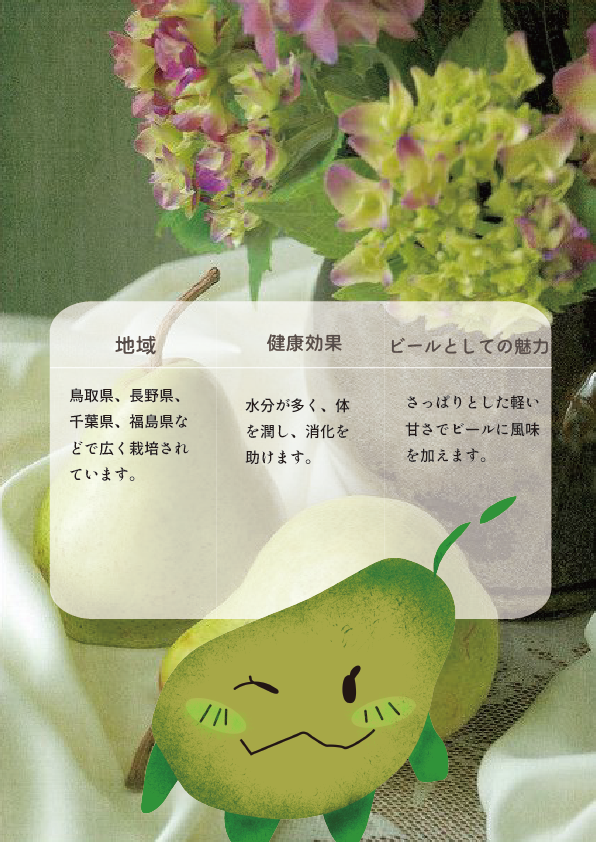 地域
鳥取県、長野県、
千葉県、福島県な
どで広く栽培され
ています。
健康効果
水分が多く、体
を潤し、消化を
助けます。
ビールとしての魅力
さっぱりとした軽い
甘さでビールに風味
を加えます。